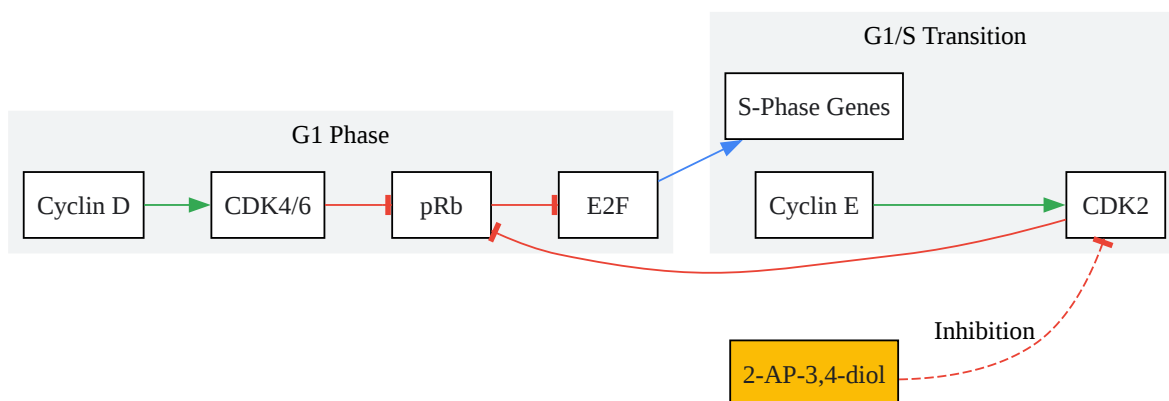 G1/S Transition
S-Phase Genes
G1 Phase
Cyclin D
CDK4/6
pRb
E2F
Cyclin E
CDK2
Inhibition
2-AP-3,4-diol